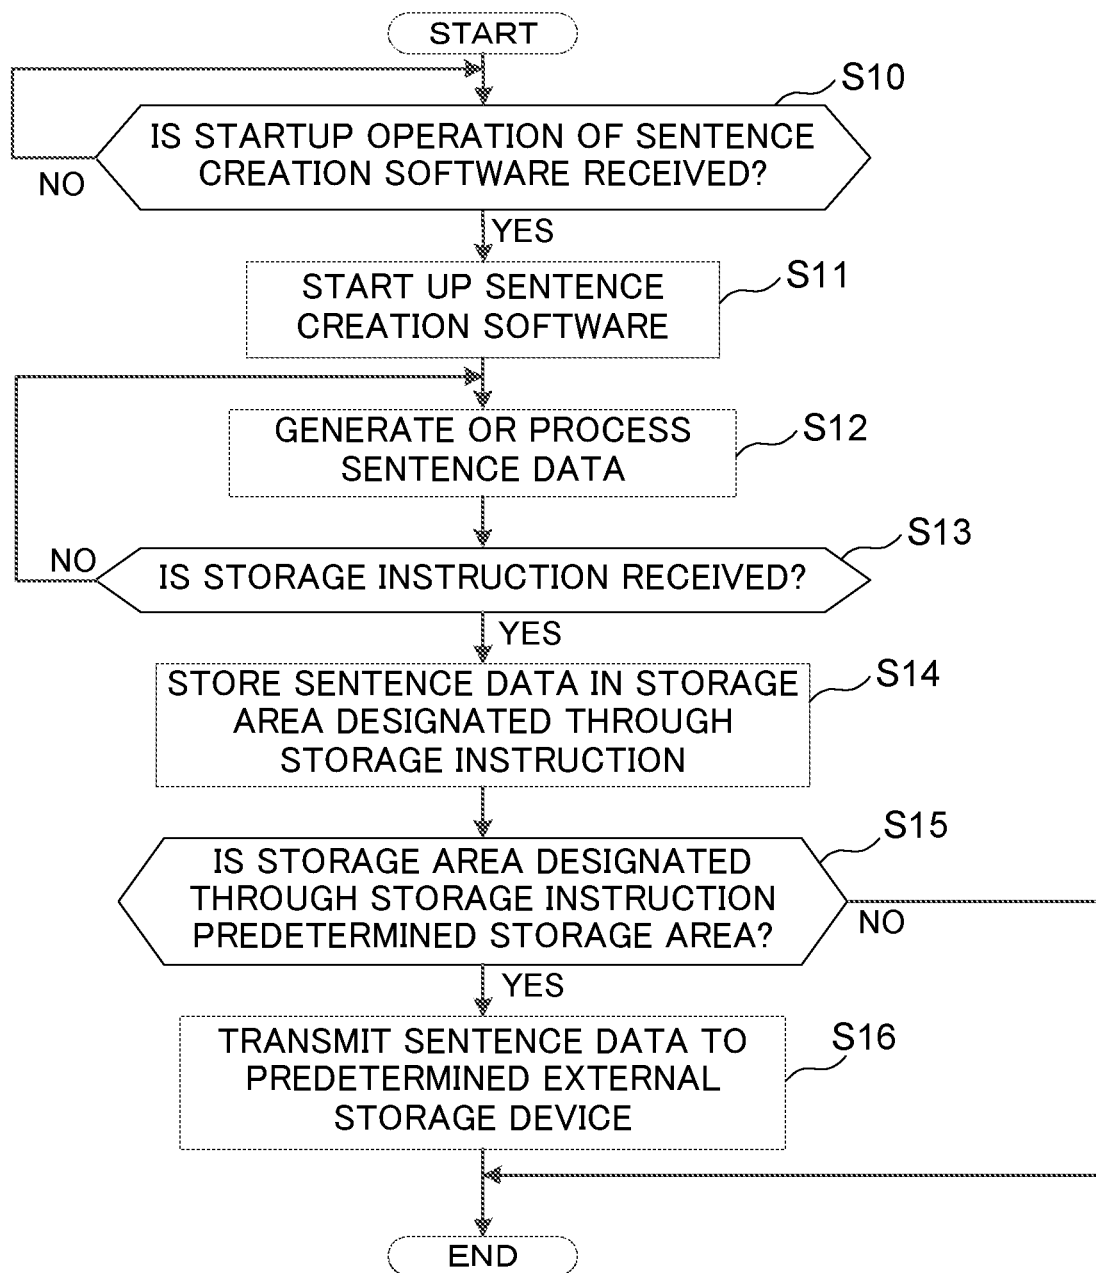 START
S10
IS STARTUP OPERATION OF SENTENCE
CREATION SOFTWARE RECEIVED?
NO
YES
S11
START UP SENTENCE
CREATION SOFTWARE
S12
GENERATE OR PROCESS
SENTENCE DATA
S13
NO
IS STORAGE INSTRUCTION RECEIVED?
YES
S14
STORE SENTENCE DATA IN STORAGE
AREA DESIGNATED THROUGH
STORAGE INSTRUCTION
S15
IS STORAGE AREA DESIGNATED
THROUGH STORAGE INSTRUCTION
PREDETERMINED STORAGE AREA?
NO
YES
S16
TRANSMIT SENTENCE DATA TO
PREDETERMINED EXTERNAL
STORAGE DEVICE
END